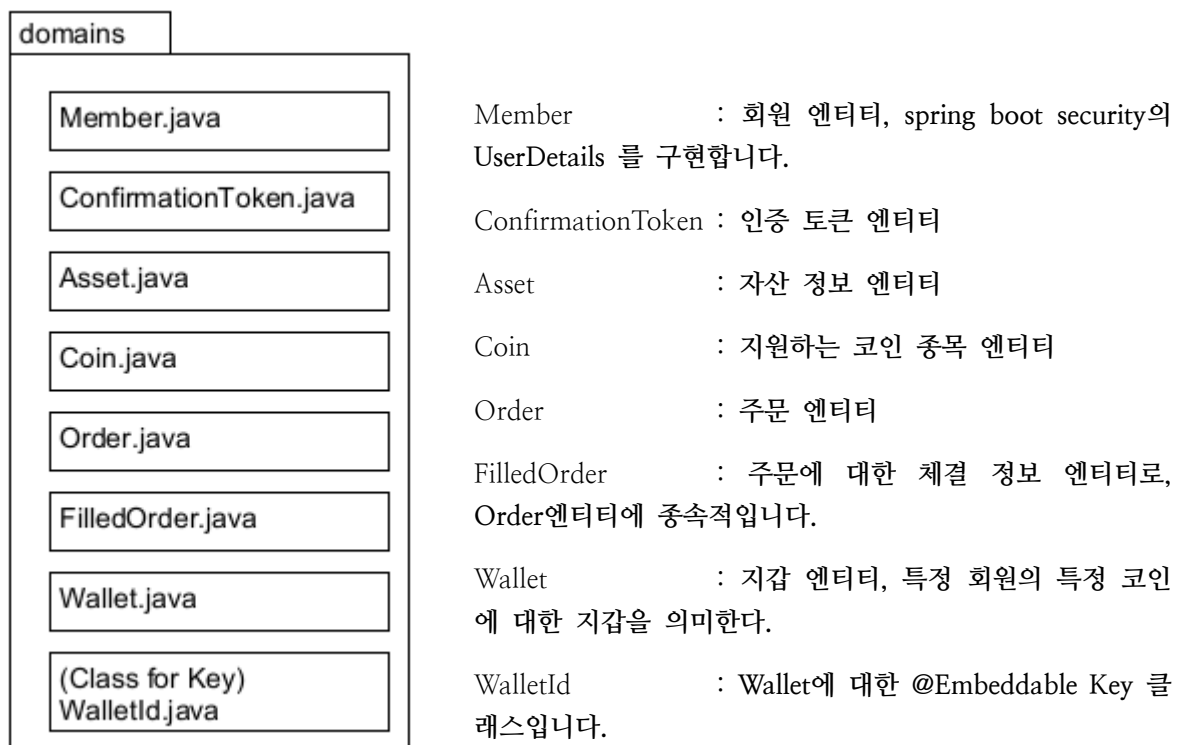 domains
Member.java
ConfirmationToken.java
Asset.java
Coin.java
Order.java
FilledOrder.java
Wallet.java
(Class for Key)
WalletId.java
Member : 회원 엔티티, spring boot security의
UserDetails 를 구현합니다.
ConfirmationToken : 인증 토큰 엔티티
Asset : 자산 정보 엔티티
Coin : 지원하는 코인 종목 엔티티
Order : 주문 엔티티
FilledOrder : 주문에 대한 체결 정보 엔티티로,
Order엔티티에 종속적입니다.
Wallet : 지갑 엔티티, 특정 회원의 특정 코인
에 대한 지갑을 의미한다.
WalletId : Wallet에 대한 @Embeddable Key 클
래스입니다.